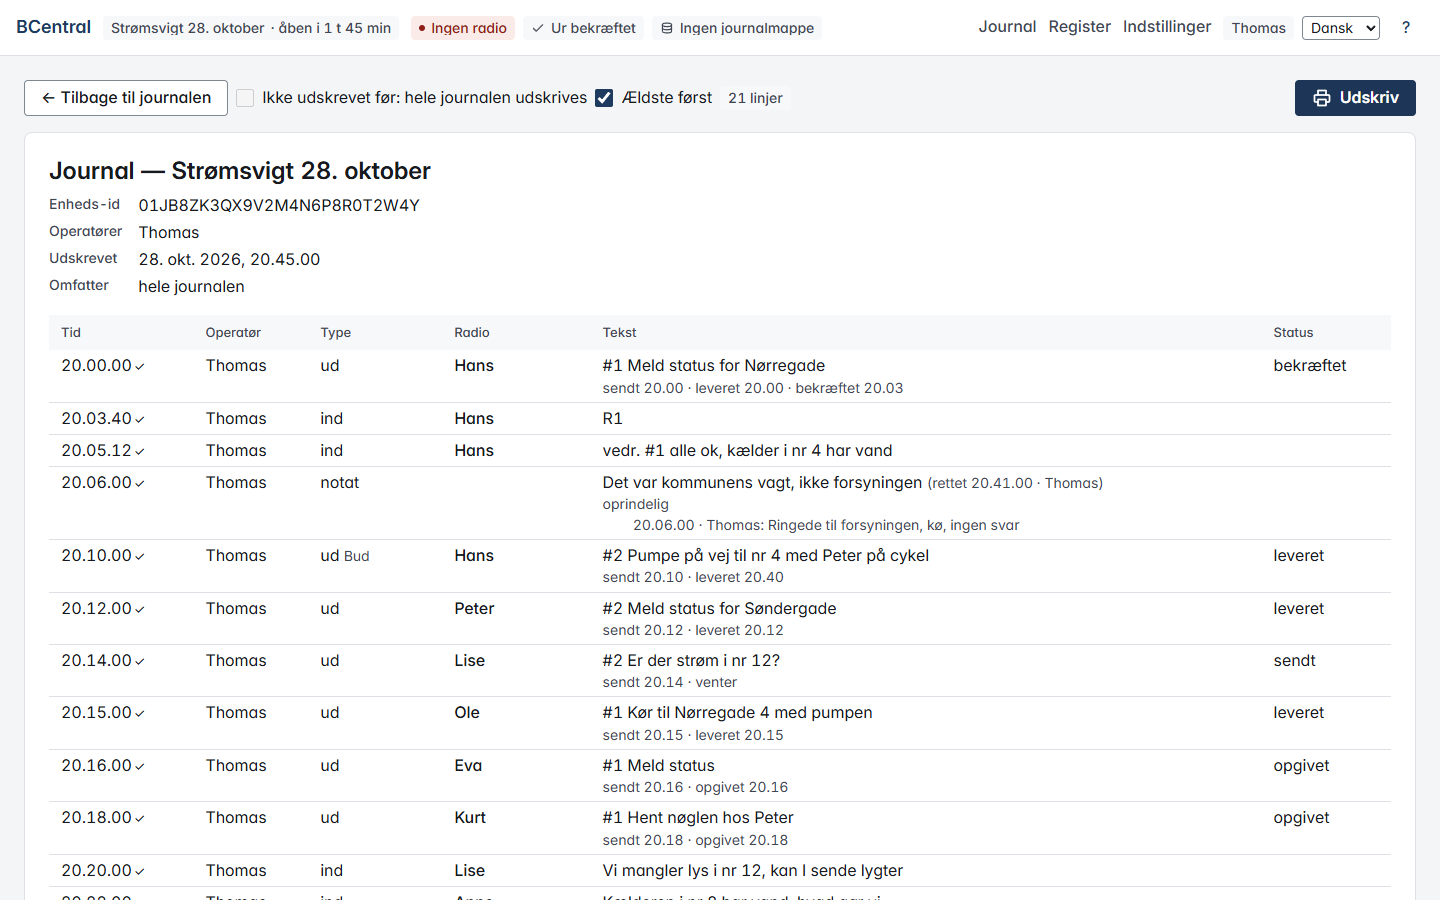 BCentral Strømsvigt 28. oktober · åben i 1 t 45 min Ingen radio Ur bekræftet Ingen journalmappe Journal Register Indstillinger Thomas Dansk ?
← Tilbage til journalen Ikke udskrevet før: hele journalen udskrives Ældste først 21 linjer Udskriv
Journal — Strømsvigt 28. oktober
Enheds-id 01JB8ZK3QX9V2M4N6P8R0T2W4Y
Operatører Thomas
Udskrevet 28. okt. 2026, 20.45.00
Omfatter hele journalen
Tid Operatør Type Radio Tekst Status
20.00.00 ✓ Thomas ud Hans #1 Meld status for Nørregade bekræftet
sendt 20.00 · leveret 20.00 · bekræftet 20.03
20.03.40 ✓ Thomas ind Hans R1
20.05.12 ✓ Thomas ind Hans vedr. #1 alle ok, kælder i nr 4 har vand
20.06.00 ✓ Thomas notat Det var kommunens vagt, ikke forsyningen (rettet 20.41.00 · Thomas)
oprindelig
20.06.00 · Thomas: Ringede til forsyningen, kø, ingen svar
20.10.00 ✓ Thomas ud Bud Hans #2 Pumpe på vej til nr 4 med Peter på cykel leveret
sendt 20.10 · leveret 20.40
20.12.00 ✓ Thomas ud Peter #2 Meld status for Søndergade leveret
sendt 20.12 · leveret 20.12
20.14.00 ✓ Thomas ud Lise #2 Er der strøm i nr 12? sendt
sendt 20.14 · venter
20.15.00 ✓ Thomas ud Ole #1 Kør til Nørregade 4 med pumpen leveret
sendt 20.15 · leveret 20.15
20.16.00 ✓ Thomas ud Eva #1 Meld status opgivet
sendt 20.16 · opgivet 20.16
20.18.00 ✓ Thomas ud Kurt #1 Hent nøglen hos Peter opgivet
sendt 20.18 · opgivet 20.18
20.20.00 ✓ Thomas ind Lise Vi mangler lys i nr 12, kan I sende lygter